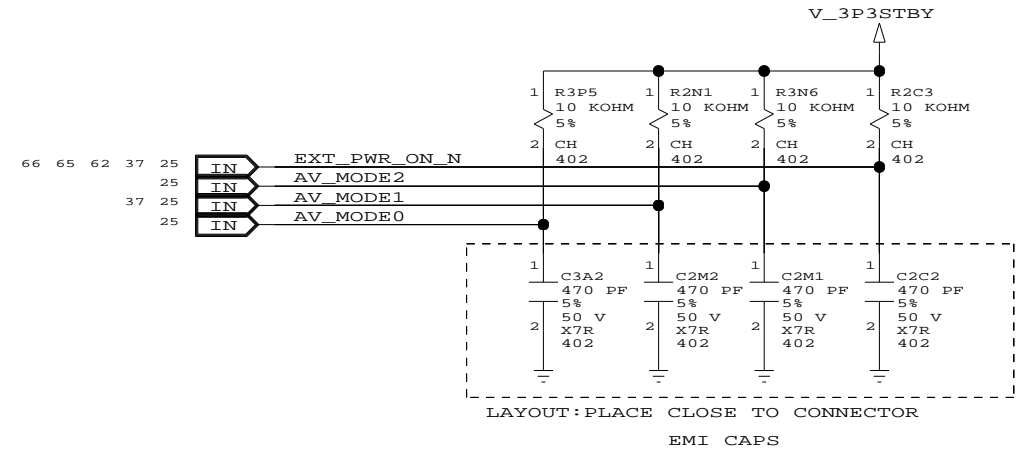 V_3P3STBY
1 R3P5 1 R2N1 1 R3N6 1 R2C3
10 KOHM 10 KOHM 10 KOHM 10 KOHM
5% 5% 5% 5%
2 CH 2 CH 2 CH 2 CH
402 402 402 402
66 65 62 37 25 IN EXT_PWR_ON_N
25 IN AV_MODE2
37 25 IN AV_MODE1
25 IN AV_MODE0
1 C3A2 1 C2M2 1 C2M1 1 C2C2
470 PF 470 PF 470 PF 470 PF
5% 5% 5% 5%
50 V 50 V 50 V 50 V
2 X7R 2 X7R 2 X7R 2 X7R
402 402 402 402
LAYOUT:PLACE CLOSE TO CONNECTOR
EMI CAPS